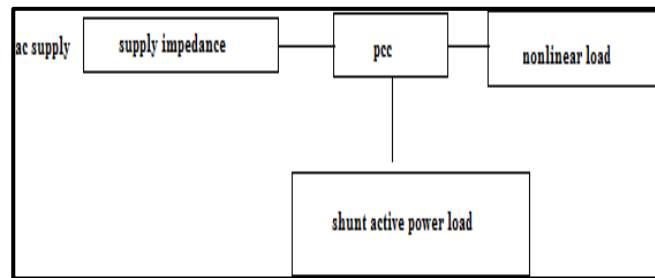 ac supply
supply impedance
pcc
nonlinear load
shunt active power load